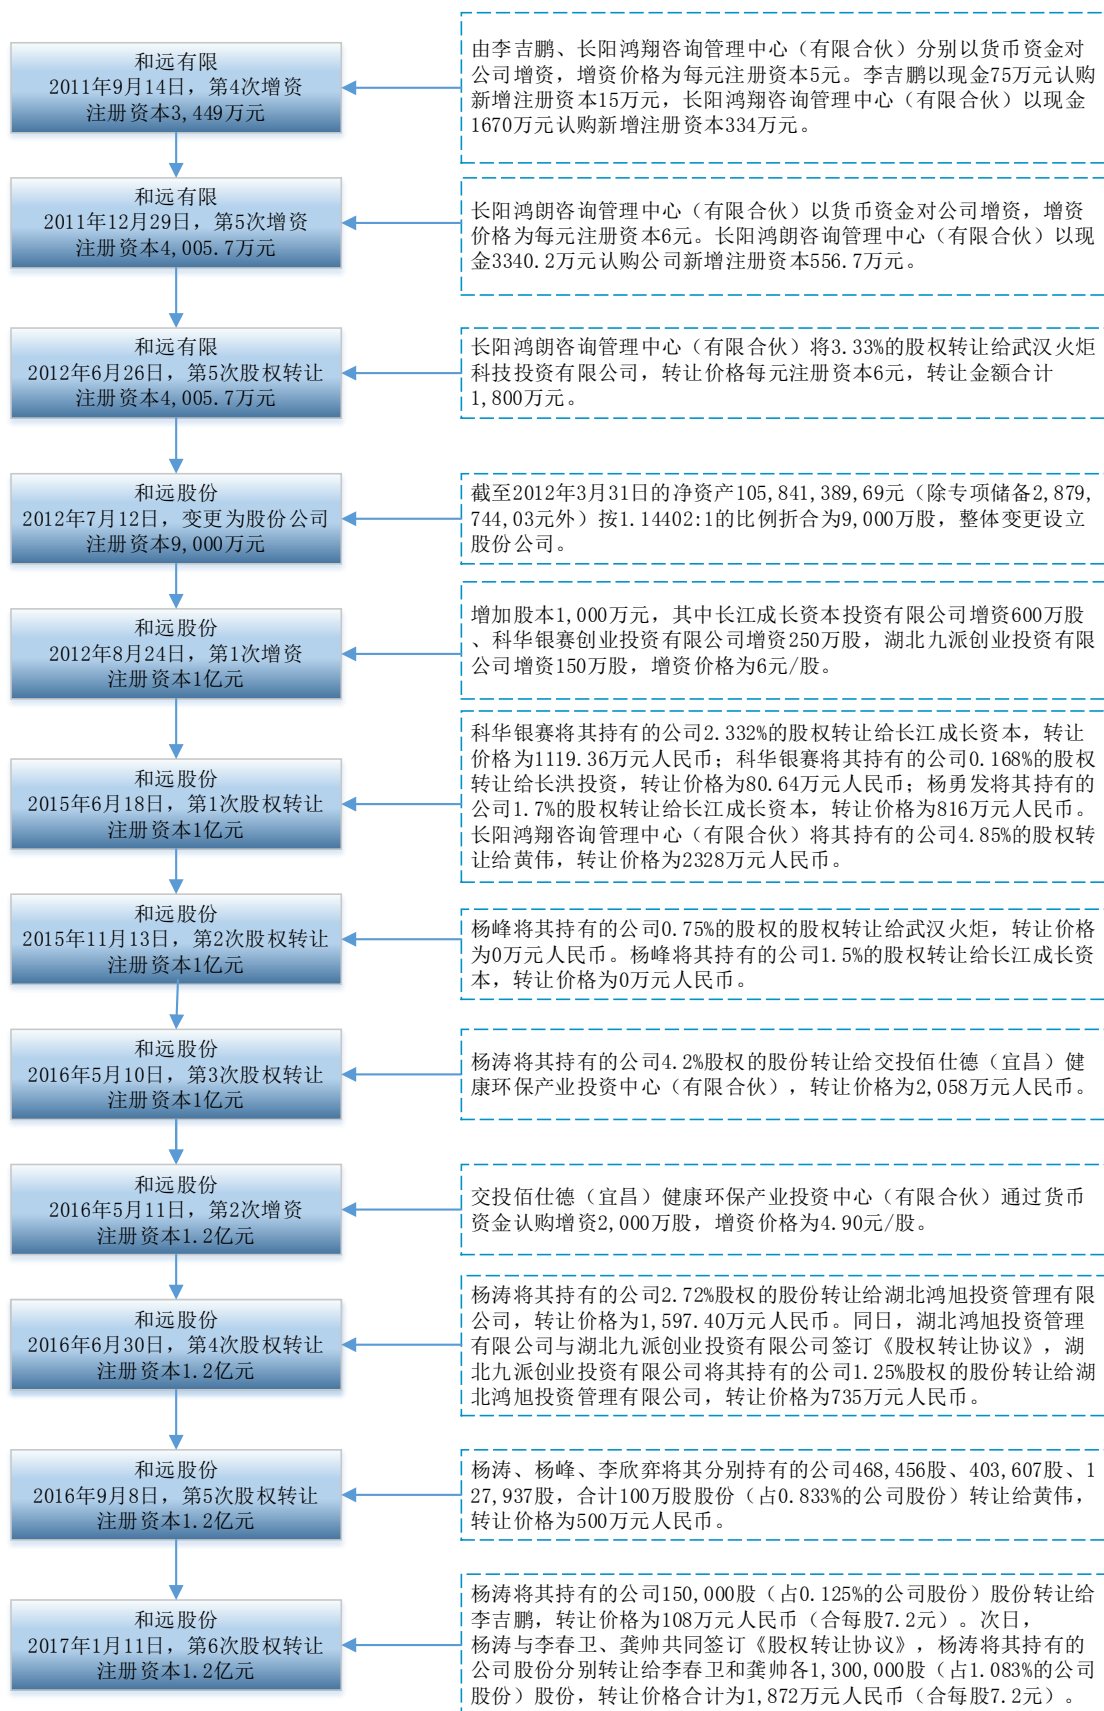 和远有限
2011年9月14日，第4次增资
注册资本3,449万元
由李吉鹏、长阳鸿翔咨询管理中心（有限合伙）分别以货币资金对
公司增资，增资价格为每元注册资本5元。李吉鹏以现金75万元认购
新增注册资本15万元，长阳鸿翔咨询管理中心（有限合伙）以现金
1670万元认购新增注册资本334万元。
和远有限
2011年12月29日，第5次增资
注册资本4,005.7万元
长阳鸿朗咨询管理中心（有限合伙）以货币资金对公司增资，增资
价格为每元注册资本6元。长阳鸿朗咨询管理中心（有限合伙）以现
金3340.2万元认购公司新增注册资本556.7万元。
和远有限
2012年6月26日，第5次股权转让
注册资本4,005.7万元
长阳鸿朗咨询管理中心（有限合伙）将3.33%的股权转让给武汉火炬
科技投资有限公司，转让价格每元注册资本6元，转让金额合计
1,800万元。
和远股份
2012年7月12日，变更为股份公司
注册资本9,000万元
截至2012年3月31日的净资产105,841,389,69元（除专项储备2,879,
744,03元外）按1.14402:1的比例折合为9,000万股，整体变更设立
股份公司。
和远股份
2012年8月24日，第1次增资
注册资本1亿元
增加股本1,000万元，其中长江成长资本投资有限公司增资600万股
、科华银赛创业投资有限公司增资250万股，湖北九派创业投资有限
公司增资150万股，增资价格为6元/股。
和远股份
2015年6月18日，第1次股权转让
注册资本1亿元
科华银赛将其持有的公司2.332%的股权转让给长江成长资本，转让
价格为1119.36万元人民币；科华银赛将其持有的公司0.168%的股权
转让给长洪投资，转让价格为80.64万元人民币；杨勇发将其持有的
公司1.7%的股权转让给长江成长资本，转让价格为816万元人民币。
长阳鸿翔咨询管理中心（有限合伙）将其持有的公司4.85%的股权转
让给黄伟，转让价格为2328万元人民币。
和远股份
2015年11月13日，第2次股权转让
注册资本1亿元
杨峰将其持有的公司0.75%的股权的股权转让给武汉火炬，转让价格
为0万元人民币。杨峰将其持有的公司1.5%的股权转让给长江成长资
本，转让价格为0万元人民币。
和远股份
2016年5月10日，第3次股权转让
注册资本1亿元
杨涛将其持有的公司4.2%股权的股份转让给交投佰仕德（宜昌）健
康环保产业投资中心（有限合伙），转让价格为2,058万元人民币。
和远股份
2016年5月11日，第2次增资
注册资本1.2亿元
交投佰仕德（宜昌）健康环保产业投资中心（有限合伙）通过货币
资金认购增资2,000万股，增资价格为4.90元/股。
和远股份
2016年6月30日，第4次股权转让
注册资本1.2亿元
杨涛将其持有的公司2.72%股权的股份转让给湖北鸿旭投资管理有限
公司，转让价格为1,597.40万元人民币。同日，湖北鸿旭投资管理
有限公司与湖北九派创业投资有限公司签订《股权转让协议》，湖
北九派创业投资有限公司将其持有的公司1.25%股权的股份转让给湖
北鸿旭投资管理有限公司，转让价格为735万元人民币。
和远股份
2016年9月8日，第5次股权转让
注册资本1.2亿元
杨涛、杨峰、李欣弈将其分别持有的公司468,456股、403,607股、1
27,937股，合计100万股股份（占0.833%的公司股份）转让给黄伟，
转让价格为500万元人民币。
和远股份
2017年1月11日，第6次股权转让
注册资本1.2亿元
杨涛将其持有的公司150,000股（占0.125%的公司股份）股份转让给
李吉鹏，转让价格为108万元人民币（合每股7.2元）。次日，
杨涛与李春卫、龚帅共同签订《股权转让协议》，杨涛将其持有的
公司股份分别转让给李春卫和龚帅各1,300,000股（占1.083%的公司
股份）股份，转让价格合计为1,872万元人民币（合每股7.2元）。